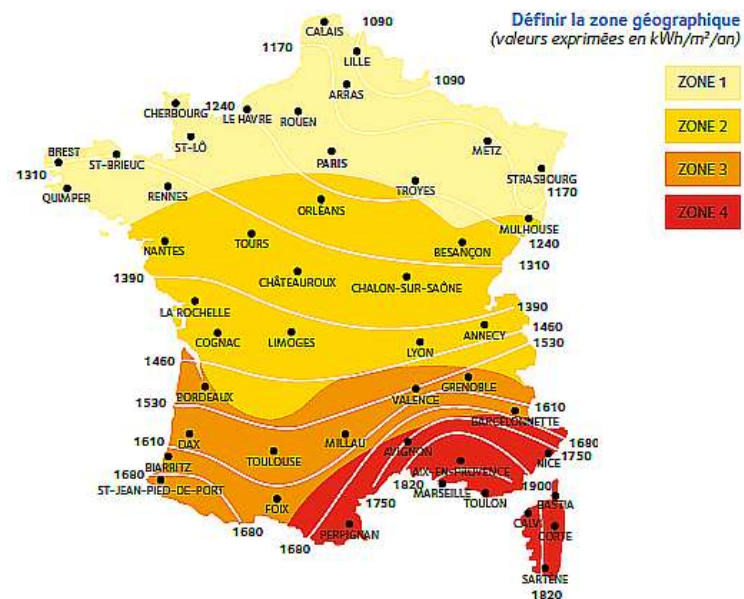 Définir la zone géographique
(valeurs exprimées en kWh/m²/an)
ZONE 1
ZONE 2
ZONE 3
ZONE 4
1090
CALAIS
1170
LILLE
1090
ARRAS
CHERBOURG
1240
LE HAVRE
ROUEN
ST-LÔ
METZ
BREST
ST-BRIEUC
PARIS
STRASBOURG
1310
1170
QUIMPER
RENNES
TROYES
ORLÉANS
MULHOUSE
NANTES
TOURS
BESANÇON
1240
1310
1390
CHÂTEAUROUX
CHALON-SUR-SAÔNE
LA ROCHELLE
1390
COGNAC
LIMOGES
LYON
ANNECY
1460
1530
1460
BORDEAUX
VALENCE
GRENOBLE
1530
1610
BARCELONNETTE
1610
DAX
MILLAU
AVIGNON
1680
BIARRITZ
TOULOUSE
NICE
1750
1680
AIX-EN-PROVENCE
ST-JEAN-PIED-DE-PORT
1820
MARSEILLE
1900
FOIX
1750
TOULON
BASTIA
CALVI
1680
PERPIGNAN
CORTE
1680
SARTENE
1820